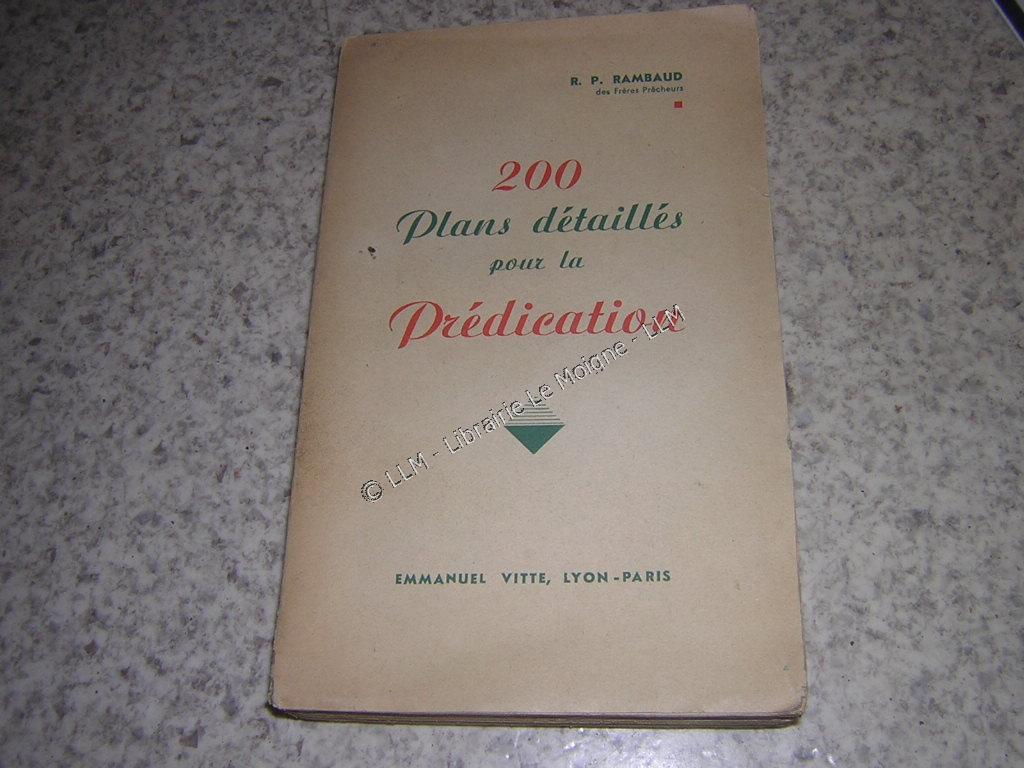 R. P. RAMBAUD
des Frères Prêcheurs
200
Plans détaillés
pour la
Prédication
© LLM - Librairie Le Moigne - LLM
EMMANUEL VITTE, LYON-PARIS